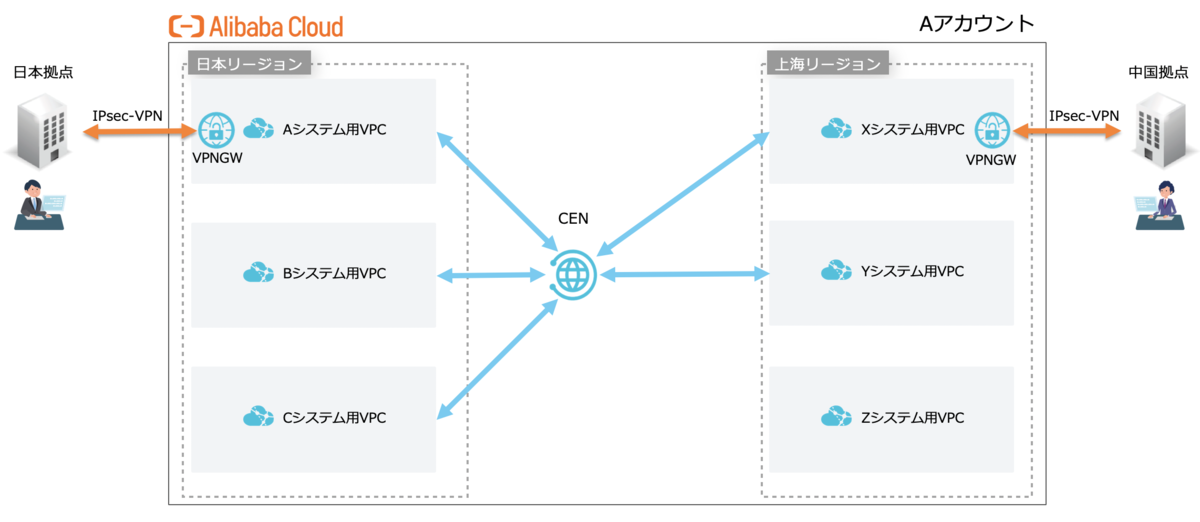 Alibaba Cloud
Aアカウント
日本リージョン
上海リージョン
日本拠点
中国拠点
IPsec-VPN
Aシステム用VPC
VPNGW
Xシステム用VPC
IPsec-VPN
VPNGW
CEN
Bシステム用VPC
Yシステム用VPC
Cシステム用VPC
Zシステム用VPC